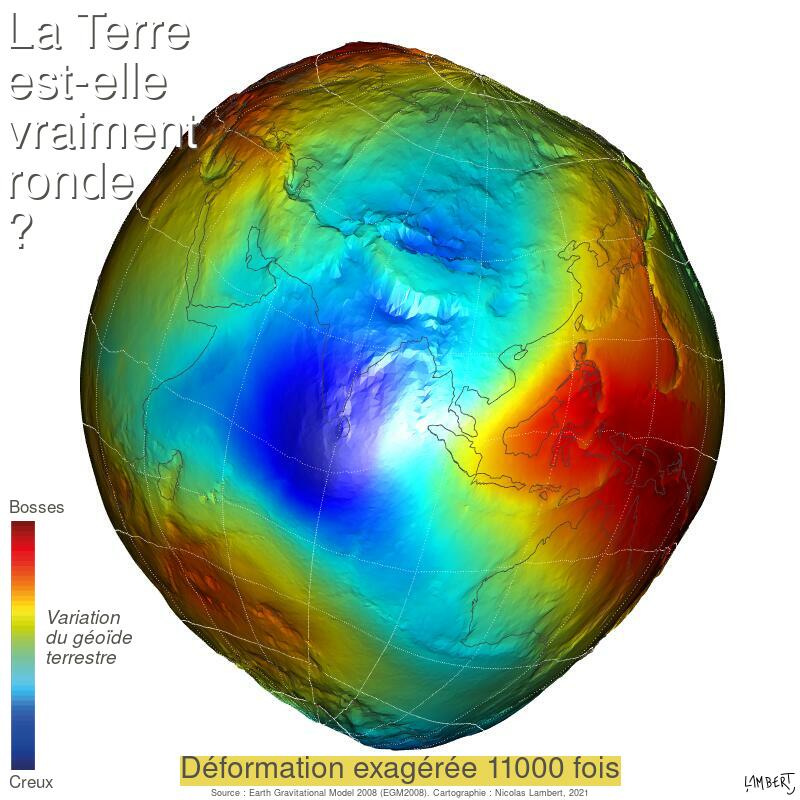 La Terre
est-elle
vraiment
ronde
?
Bosses
Variation
du géoïde
terrestre
Creux
Déformation exagérée 11000 fois
Source : Earth Gravitational Model 2008 (EGM2008). Cartographie : Nicolas Lambert, 2021
LAMBERT